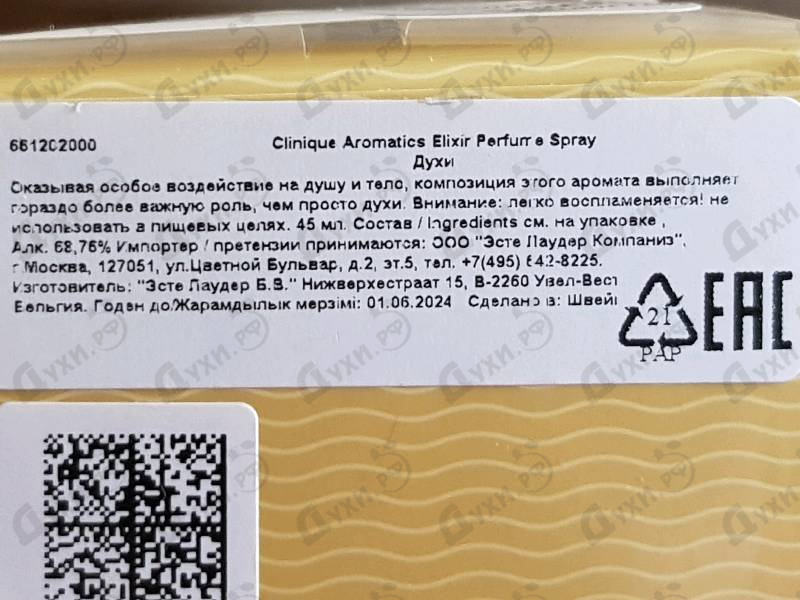 661202000
Clinique Aromatics Elixir Perfume Spray
Духи
Оказывая особое воздействие на душу и тело, композиция этого аромата выполняет
гораздо более важную роль, чем просто духи. Внимание: легко воспламеняется! не
использовать в пищевых целях. 45 мл. Состав / Ingredients см. на упаковке ,
Алк. 68,76% Импортер / претензии принимаются: ООО "Эсте Лаудер Компаниз",
г.Москва, 127051, ул.Цветной Бульвар, д.2, эт.5, тел. +7(495) 642-8225.
Изготовитель: "Эсте Лаудер Б.В." Нижверхестраат 15, В-2260 Увел-Вест
Бельгия. Годен до/Жарамдылык мерзімі: 01.06.2024 Сделано в: Швей
21
PAP
EAC
Духи.рф